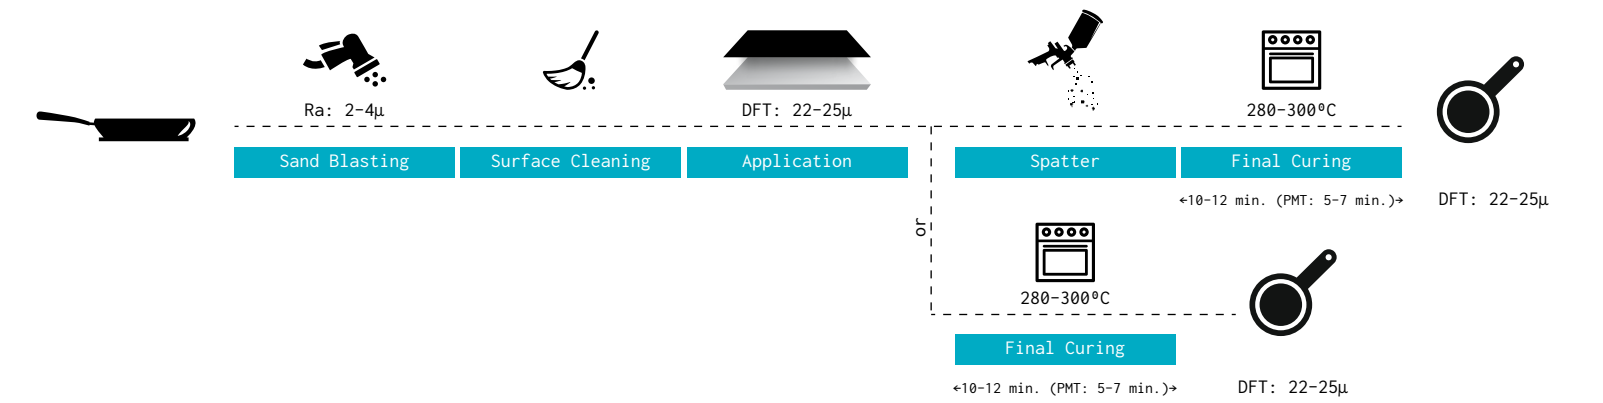 Ra: 2-4μ
DFT: 22-25μ
280-300ºC
Sand Blasting
Surface Cleaning
Application
Spatter
Final Curing
←10-12 min. (PMT: 5-7 min.)→
DFT: 22-25μ
or
280-300ºC
Final Curing
←10-12 min. (PMT: 5-7 min.)→
DFT: 22-25μ